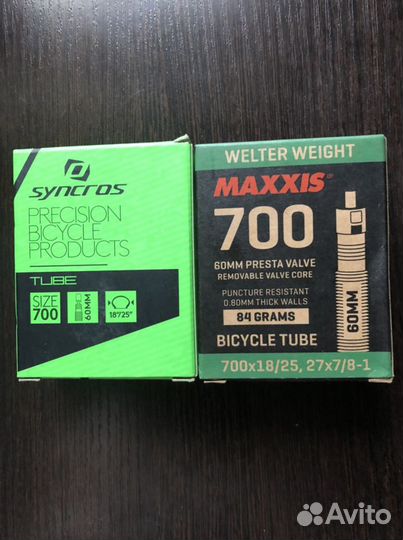 syncros
PRECISION
BICYCLE
PRODUCTS
TUBE
SIZE
700
60MM
18"25"
WELTER WEIGHT
MAXXIS®
700
60MM PRESTA VALVE
REMOVABLE VALVE CORE
PUNCTURE RESISTANT
0.80MM THICK WALLS
84 GRAMS
60MM
BICYCLE TUBE
700x18/25, 27x7/8-1
Avito